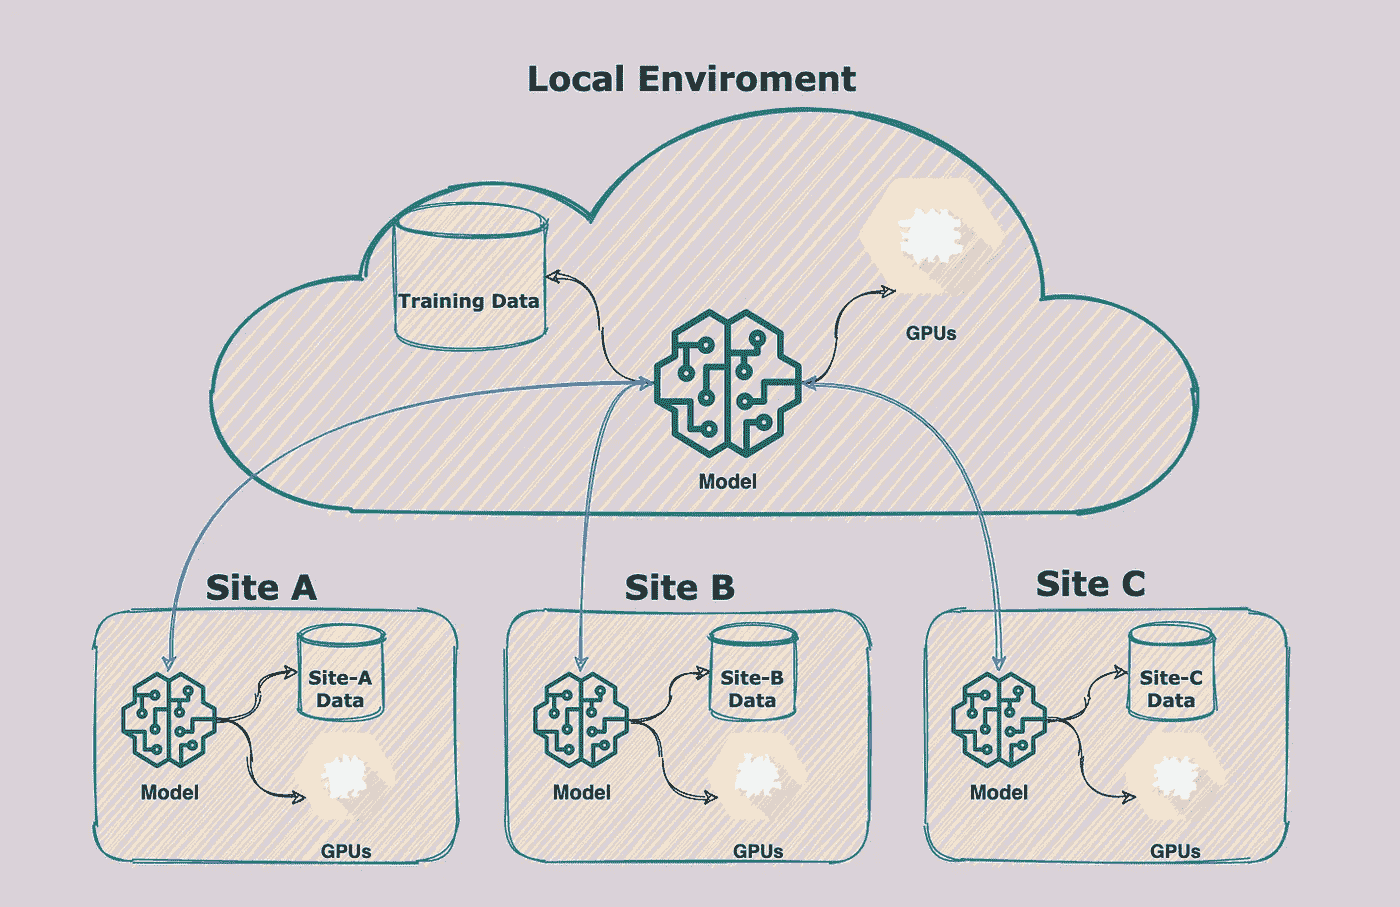 Local Enviroment
Training Data
GPUs
Model
Site A
Site B
Site C
Site-A
Data
Model
GPUs
Site-B
Data
Model
GPUs
Site-C
Data
Model
GPUs